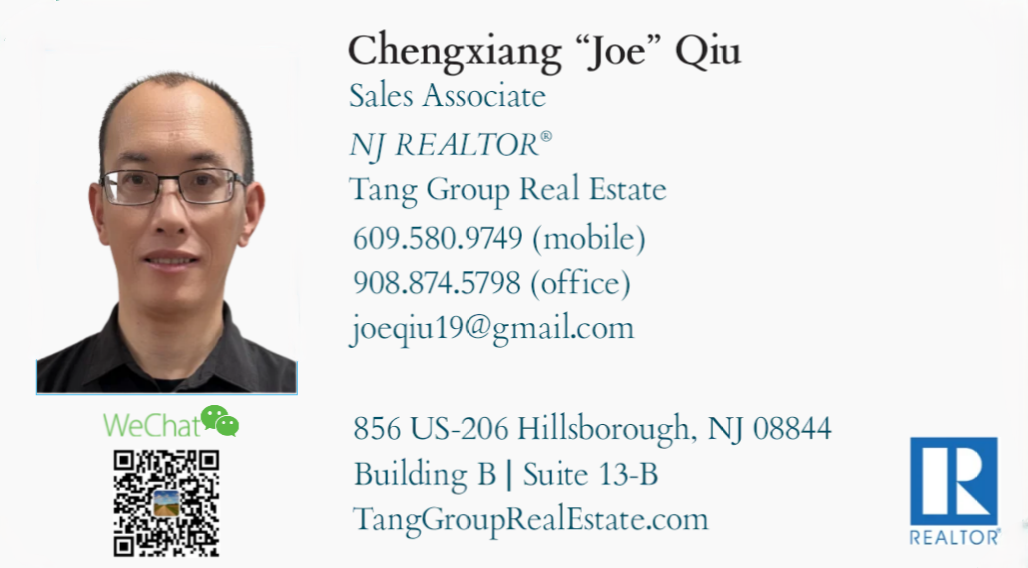 Chengxiang “Joe” Qiu
Sales Associate
NJ REALTOR®
Tang Group Real Estate
609.580.9749 (mobile)
908.874.5798 (office)
joeqiu19@gmail.com
WeChat
856 US-206 Hillsborough, NJ 08844
Building B | Suite 13-B
TangGroupRealEstate.com
R
REALTOR®